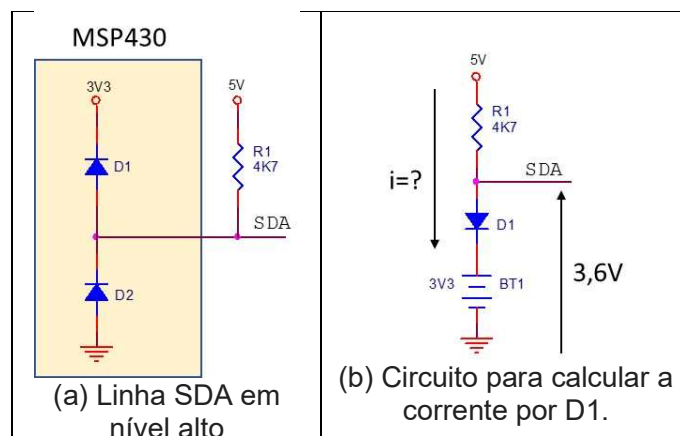 MSP430
3V3
5V
D1
R1
4K7
SDA
D2
(a) Linha SDA em
nível alto
5V
R1
4K7
i=?
SDA
D1
3V3
BT1
3,6V
(b) Circuito para calcular a
corrente por D1.